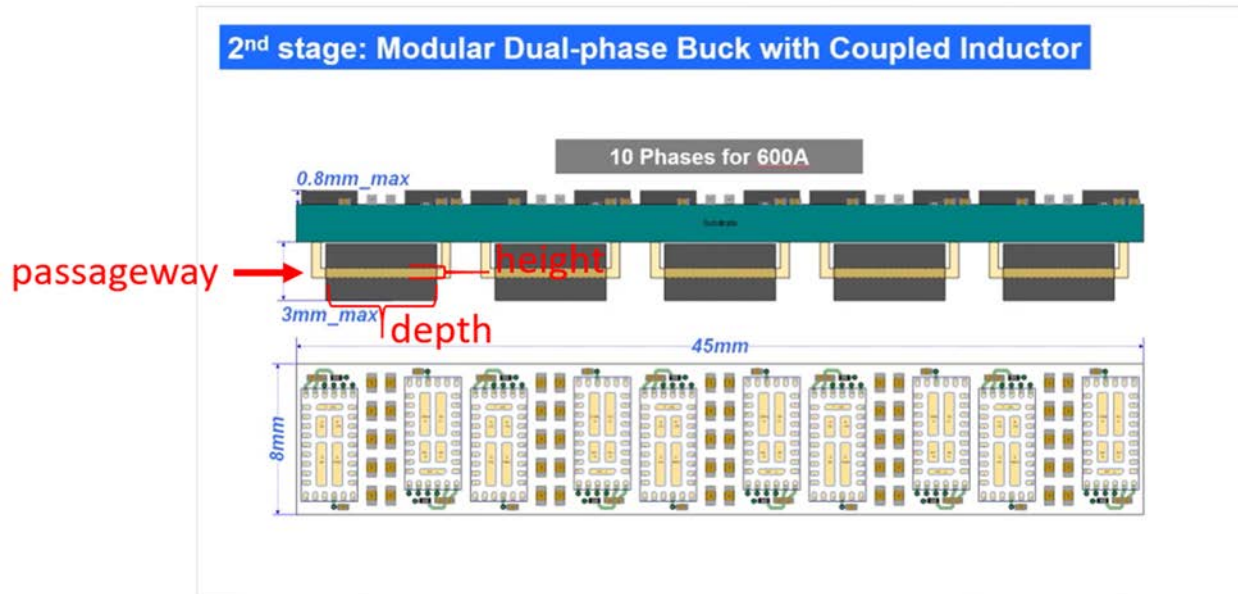 2nd stage: Modular Dual-phase Buck with Coupled Inductor
10 Phases for 600A
0.8mm_max
Substrate
passageway
height
3mm_max
depth
45mm
8mm